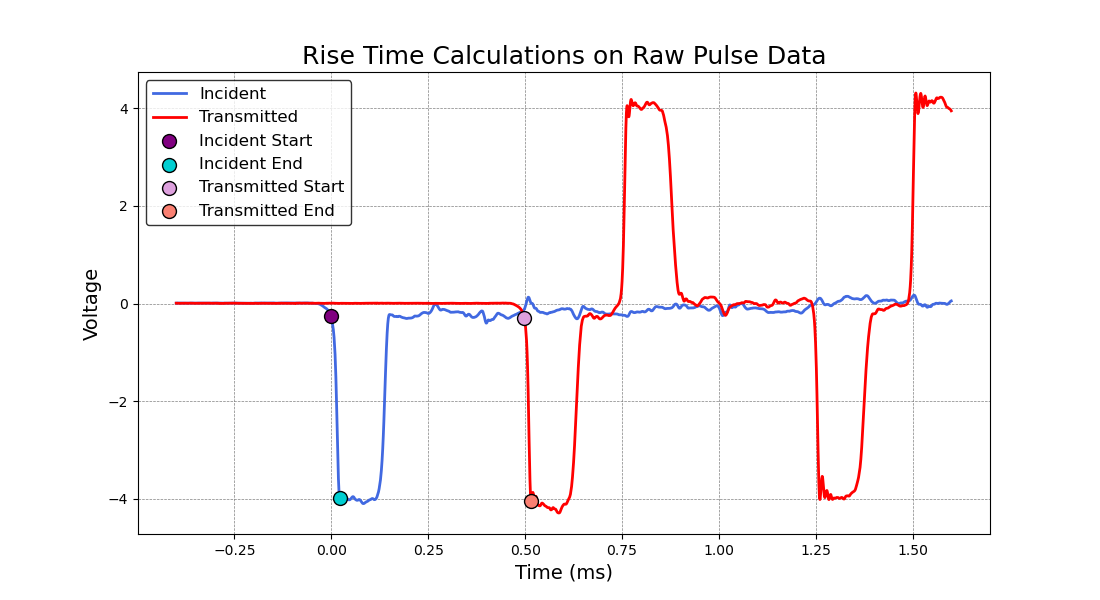 Rise Time Calculations on Raw Pulse Data
Incident
Transmitted
Incident Start
Incident End
Transmitted Start
Transmitted End
Voltage
4
2
0
−2
−4
−0.25
0.00
0.25
0.50
0.75
1.00
1.25
1.50
Time (ms)